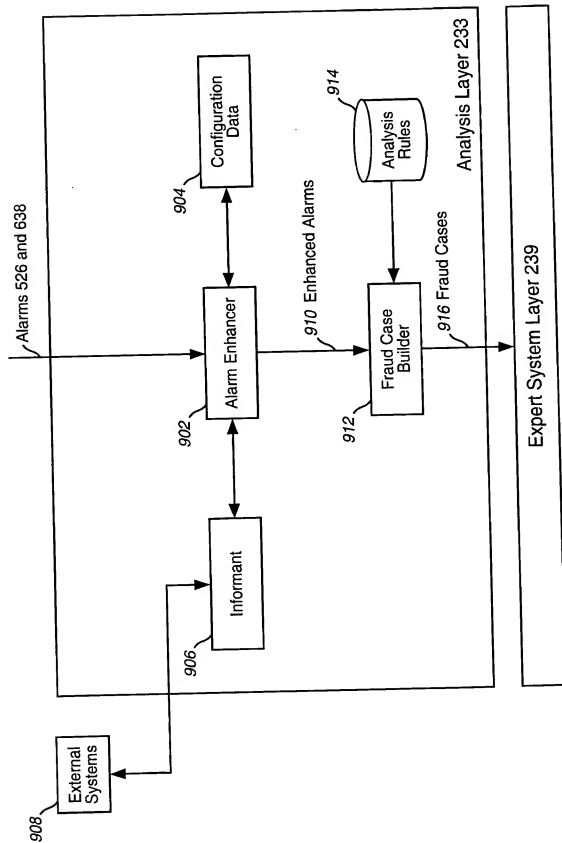 Alarms 526 and 638
904
Configuration
Data
902
Alarm Enhancer
906
Informant
908
External
Systems
910 Enhanced Alarms
914
Analysis
Rules
912
Fraud Case
Builder
916 Fraud Cases
Analysis Layer 233
Expert System Layer 239